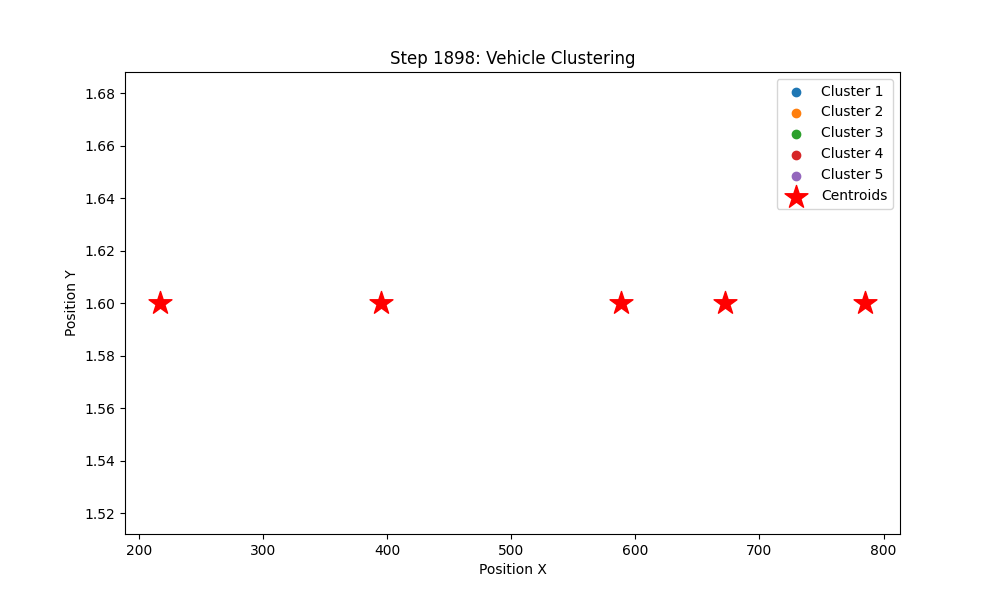 Step 1898: Vehicle Clustering
Cluster 1
Cluster 2
Cluster 3
Cluster 4
Cluster 5
Centroids
1.68
1.66
1.64
1.62
1.60
1.58
1.56
1.54
1.52
Position Y
200 300 400 500 600 700 800
Position X